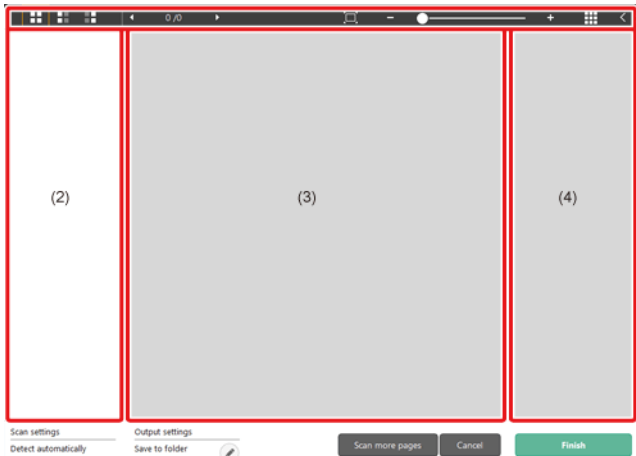 0 /0
(2)
(3)
(4)
Scan settings
Detect automatically
Output settings
Save to folder
Scan more pages
Cancel
Finish